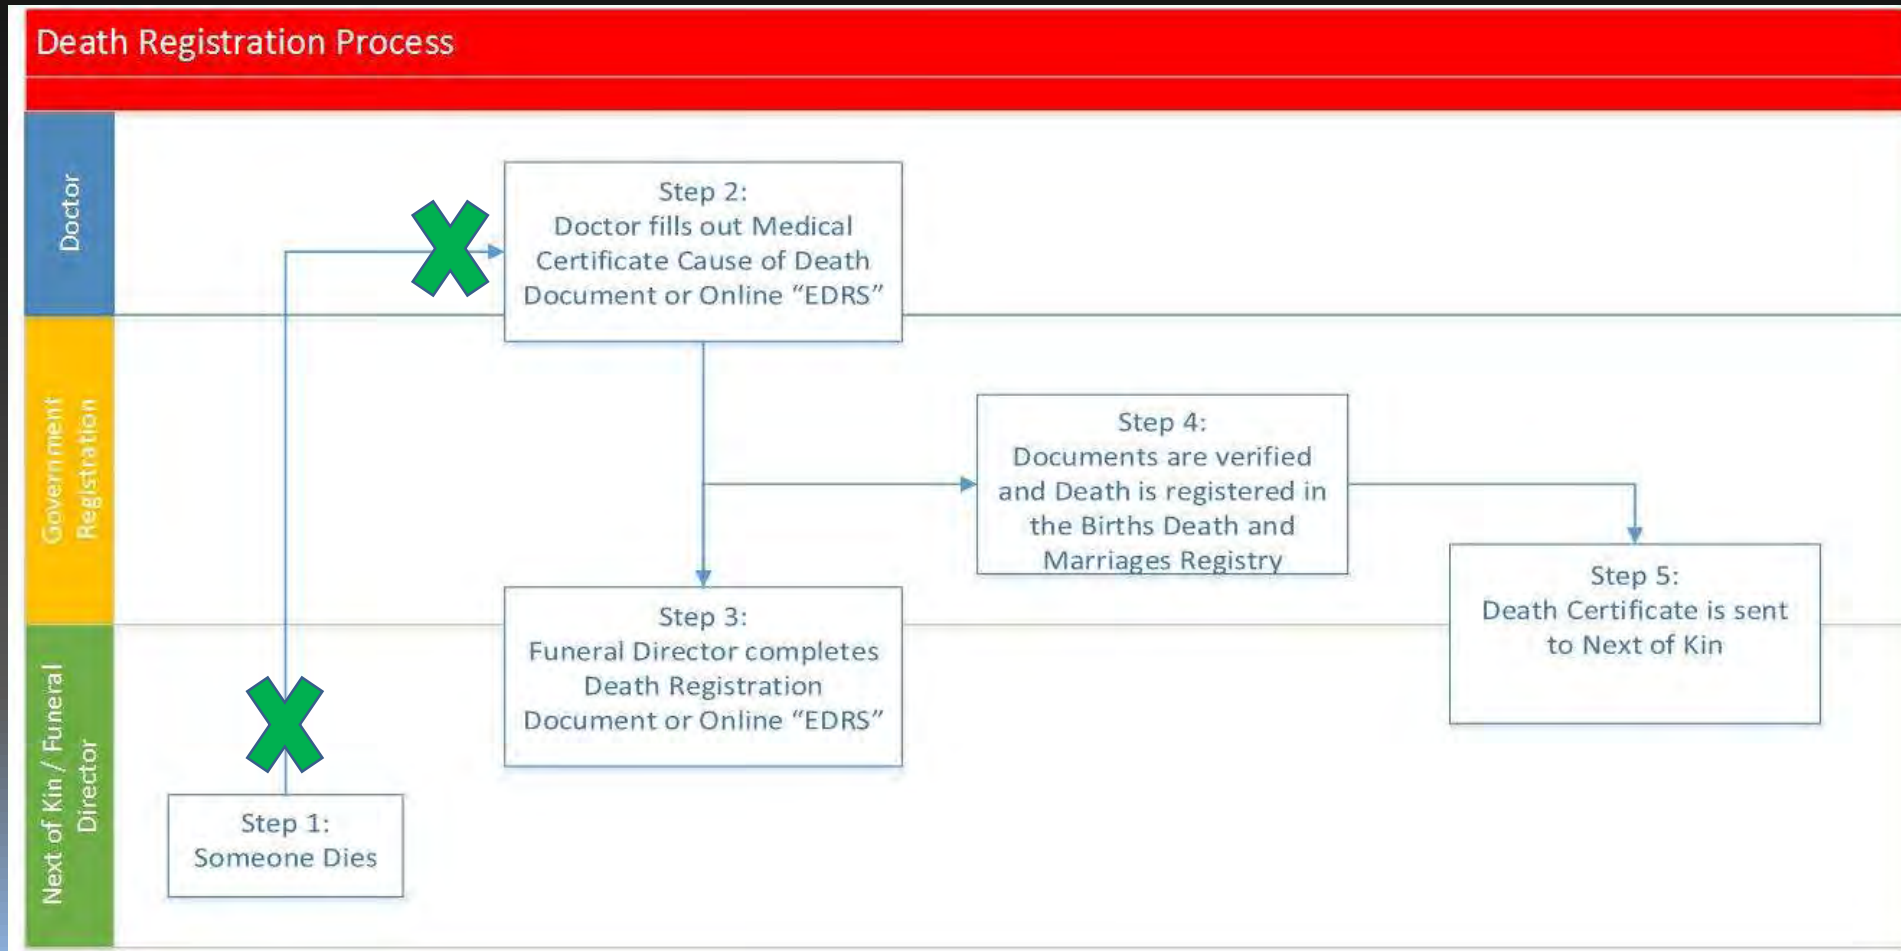 Death Registration Process
Doctor
Step 2:
Doctor fills out Medical
Certificate Cause of Death
Document or Online “EDRS”
Government
Registration
Step 4:
Documents are verified
and Death is registered in
the Births Death and
Marriages Registry
Step 5:
Death Certificate is sent
to Next of Kin
Next of Kin / Funeral
Director
Step 3:
Funeral Director completes
Death Registration
Document or Online “EDRS”
Step 1:
Someone Dies